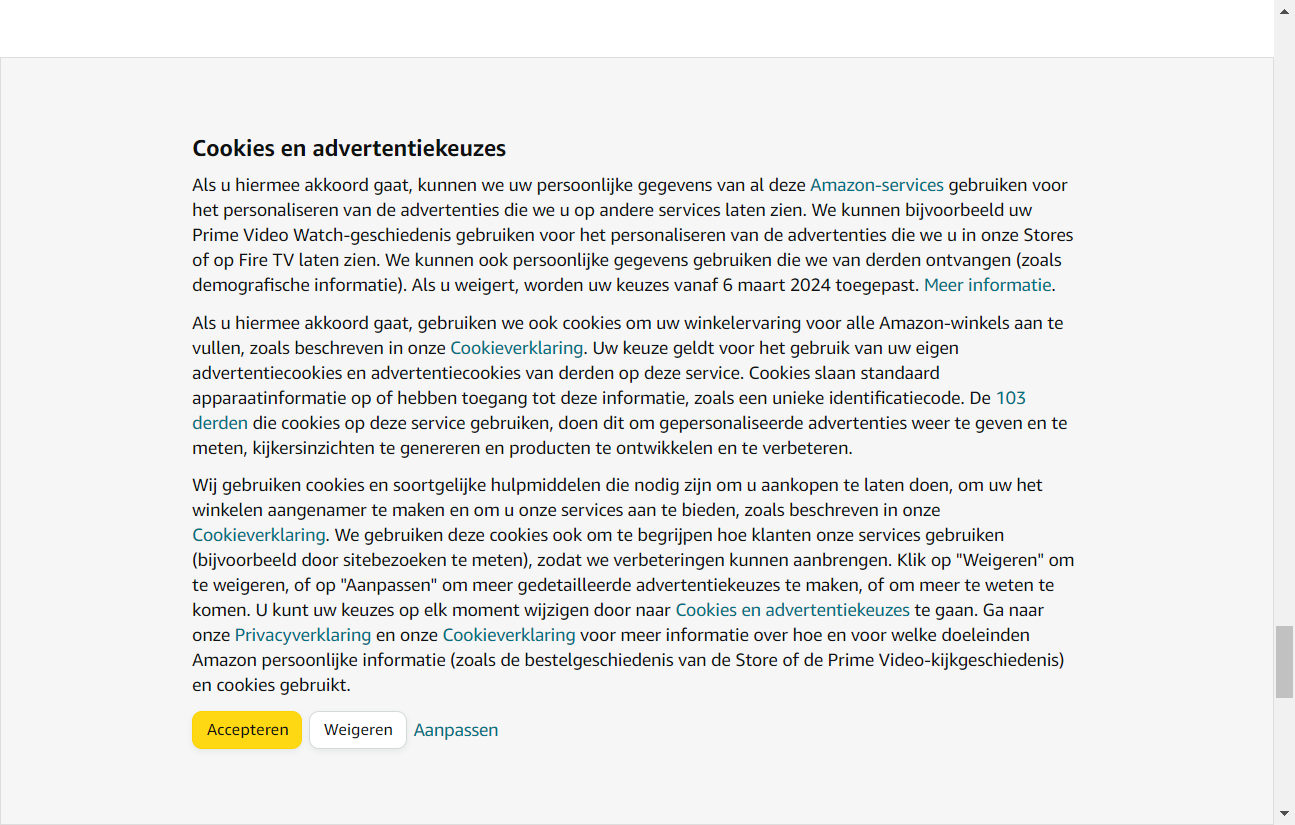 Cookies en advertentiekeuzes
Als u hiermee akkoord gaat, kunnen we uw persoonlijke gegevens van al deze Amazon-services gebruiken voor
het personaliseren van de advertenties die we u op andere services laten zien. We kunnen bijvoorbeeld uw
Prime Video Watch-geschiedenis gebruiken voor het personaliseren van de advertenties die we u in onze Stores
of op Fire TV laten zien. We kunnen ook persoonlijke gegevens gebruiken die we van derden ontvangen (zoals
demografische informatie). Als u weigert, worden uw keuzes vanaf 6 maart 2024 toegepast. Meer informatie.
Als u hiermee akkoord gaat, gebruiken we ook cookies om uw winkelervaring voor alle Amazon-winkels aan te
vullen, zoals beschreven in onze Cookieverklaring. Uw keuze geldt voor het gebruik van uw eigen
advertentiecookies en advertentiecookies van derden op deze service. Cookies slaan standaard
apparaatinformatie op of hebben toegang tot deze informatie, zoals een unieke identificatiecode. De 103
derden die cookies op deze service gebruiken, doen dit om gepersonaliseerde advertenties weer te geven en te
meten, kijkersinzichten te genereren en producten te ontwikkelen en te verbeteren.
Wij gebruiken cookies en soortgelijke hulpmiddelen die nodig zijn om u aankopen te laten doen, om uw het
winkelen aangenamer te maken en om u onze services aan te bieden, zoals beschreven in onze
Cookieverklaring. We gebruiken deze cookies ook om te begrijpen hoe klanten onze services gebruiken
(bijvoorbeeld door sitebezoeken te meten), zodat we verbeteringen kunnen aanbrengen. Klik op "Weigeren" om
te weigeren, of op "Aanpassen" om meer gedetailleerde advertentiekeuzes te maken, of om meer te weten te
komen. U kunt uw keuzes op elk moment wijzigen door naar Cookies en advertentiekeuzes te gaan. Ga naar
onze Privacyverklaring en onze Cookieverklaring voor meer informatie over hoe en voor welke doeleinden
Amazon persoonlijke informatie (zoals de bestelgeschiedenis van de Store of de Prime Video-kijkgeschiedenis)
en cookies gebruikt.
Accepteren Weigeren Aanpassen